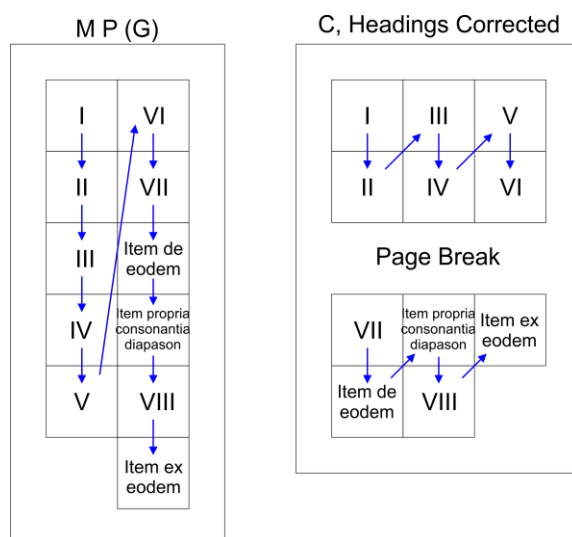 M P (G)
I
II
III
IV
V
VI
VII
Item de
eodem
Item propria
consonantia
diapason
VIII
Item ex
eodem
C, Headings Corrected
I
II
III
IV
V
VI
Page Break
VII
Item de
eodem
Item propria
consonantia
diapason
VIII
Item ex
eodem